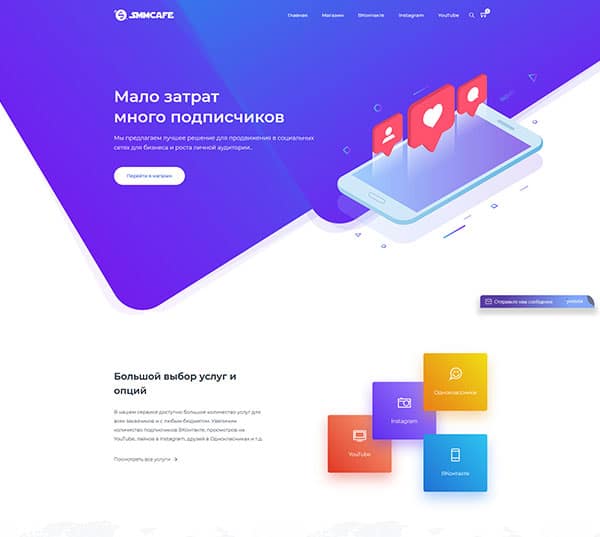 SMMCAFE
Главная Магазин ВКонтакте Instagram YouTube
Мало затрат
много подписчиков
Мы предлагаем лучшее решение для продвижения в социальных
сетях для бизнеса и роста личной аудитории..
Перейти в магазин
Отправьте нам сообщение
Большой выбор услуг и
опций
В нашем сервисе доступно большое количество услуг для
всех заказчиков и с любым бюджетом. Увеличим
количество подписчиков ВКонтакте, просмотров на
YouTube, лайков в Instagram, друзей в Одноклассниках и т.д.
Посмотреть все услуги →
Одноклассники
Instagram
YouTube
ВКонтакте